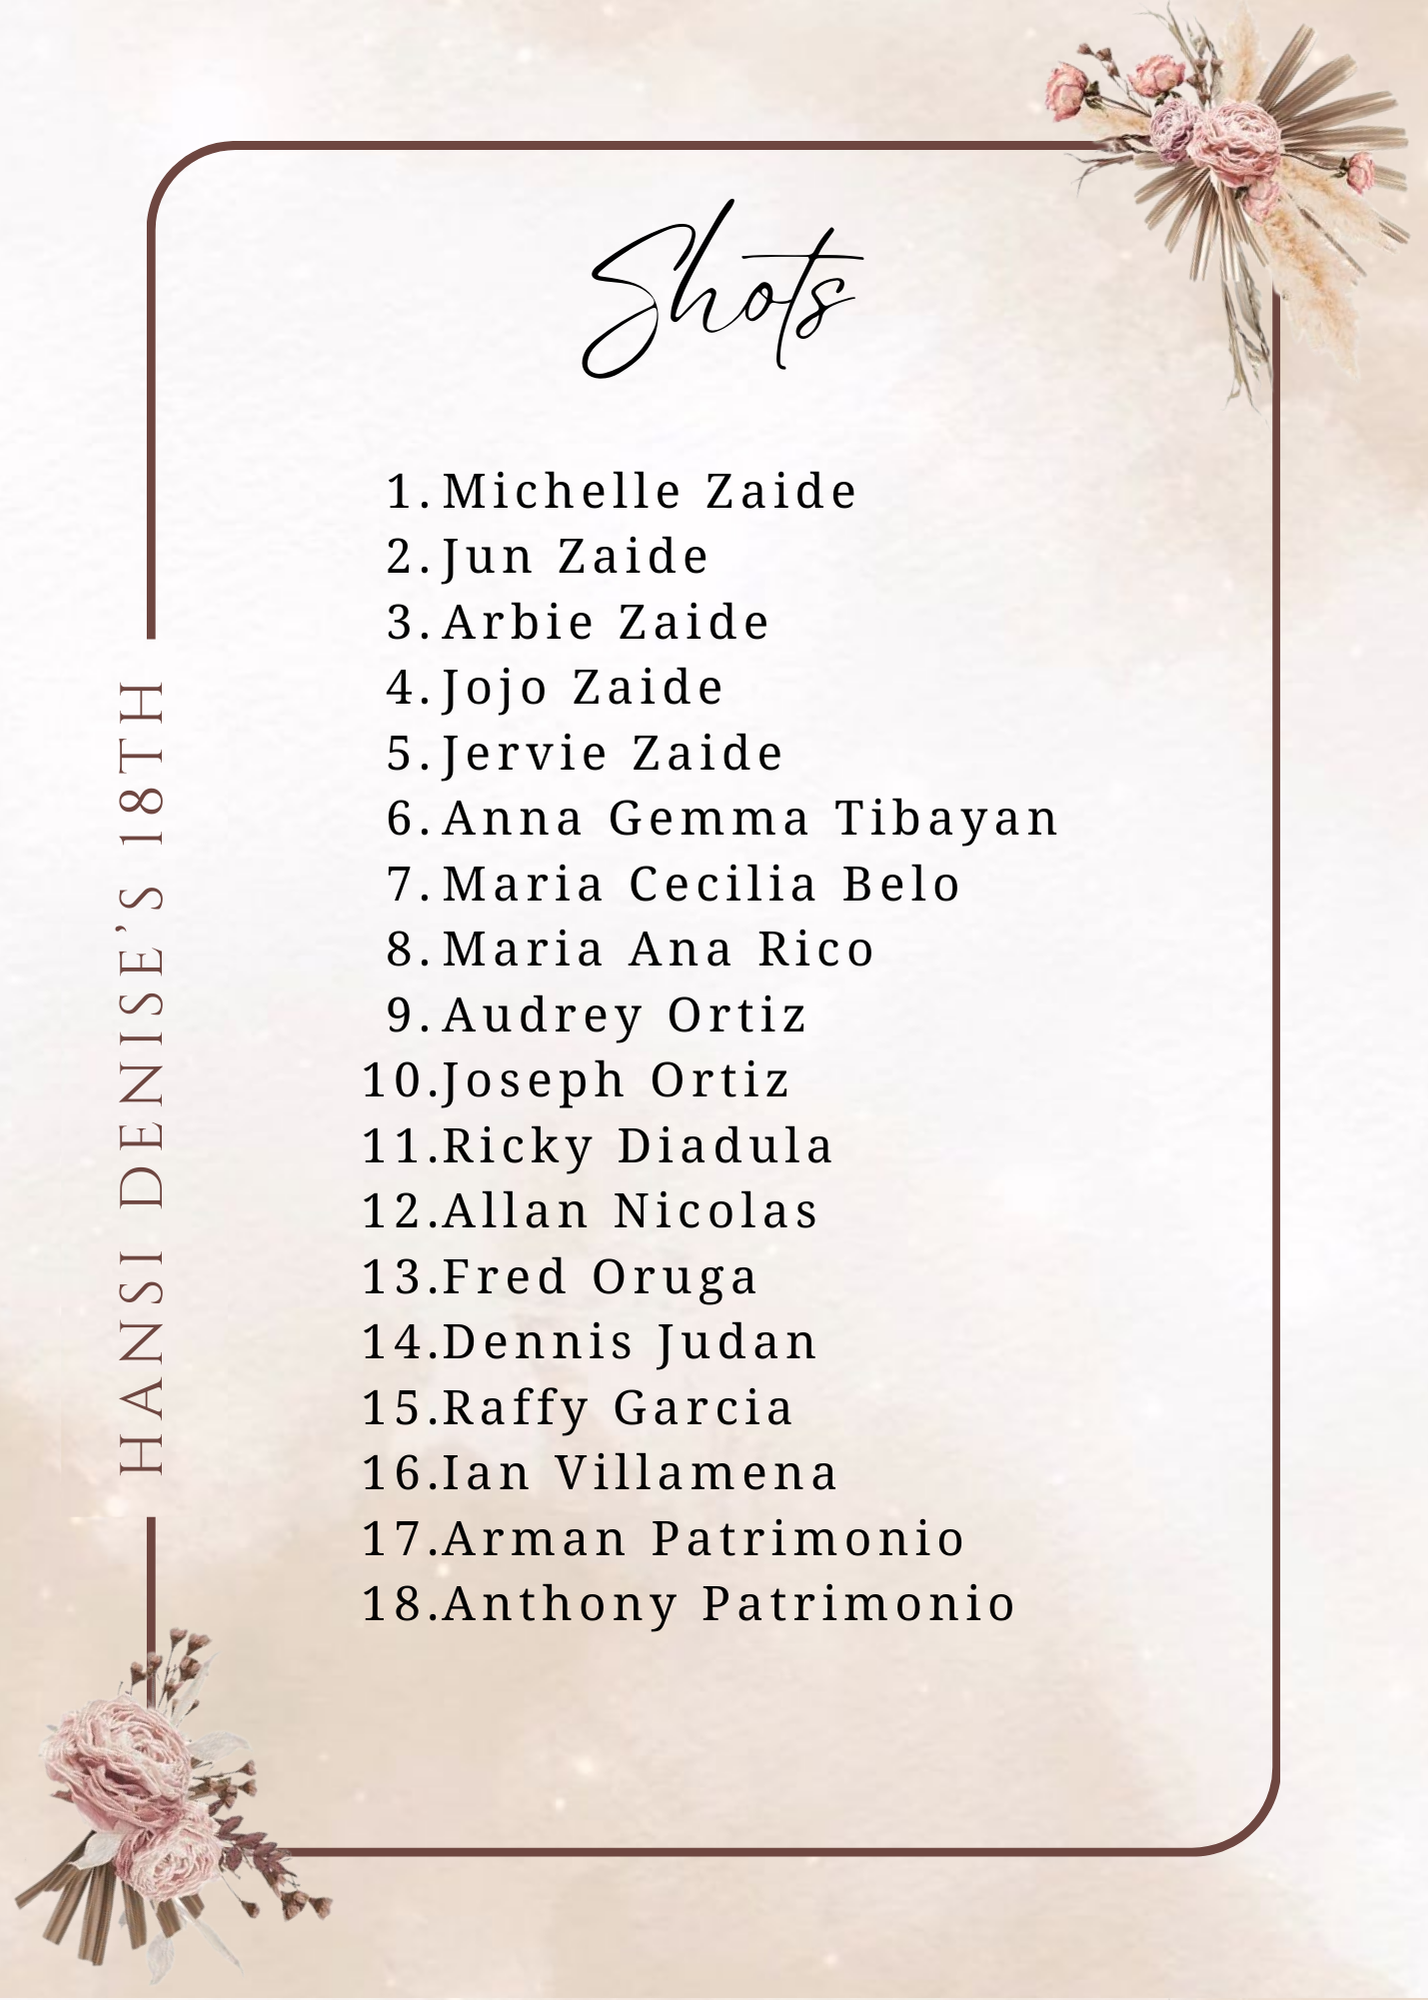 Shots
1. Michelle Zaide
2. Jun Zaide
3. Arbie Zaide
4. Jojo Zaide
5. Jervie Zaide
6. Anna Gemma Tibayan
7. Maria Cecilia Belo
8. Maria Ana Rico
9. Audrey Ortiz
10.Joseph Ortiz
11.Ricky Diadula
12.Allan Nicolas
13.Fred Oruga
14.Dennis Judan
15.Raffy Garcia
16.Ian Villamena
17.Arman Patrimonio
18.Anthony Patrimonio
HANSI DENISE’S 18TH